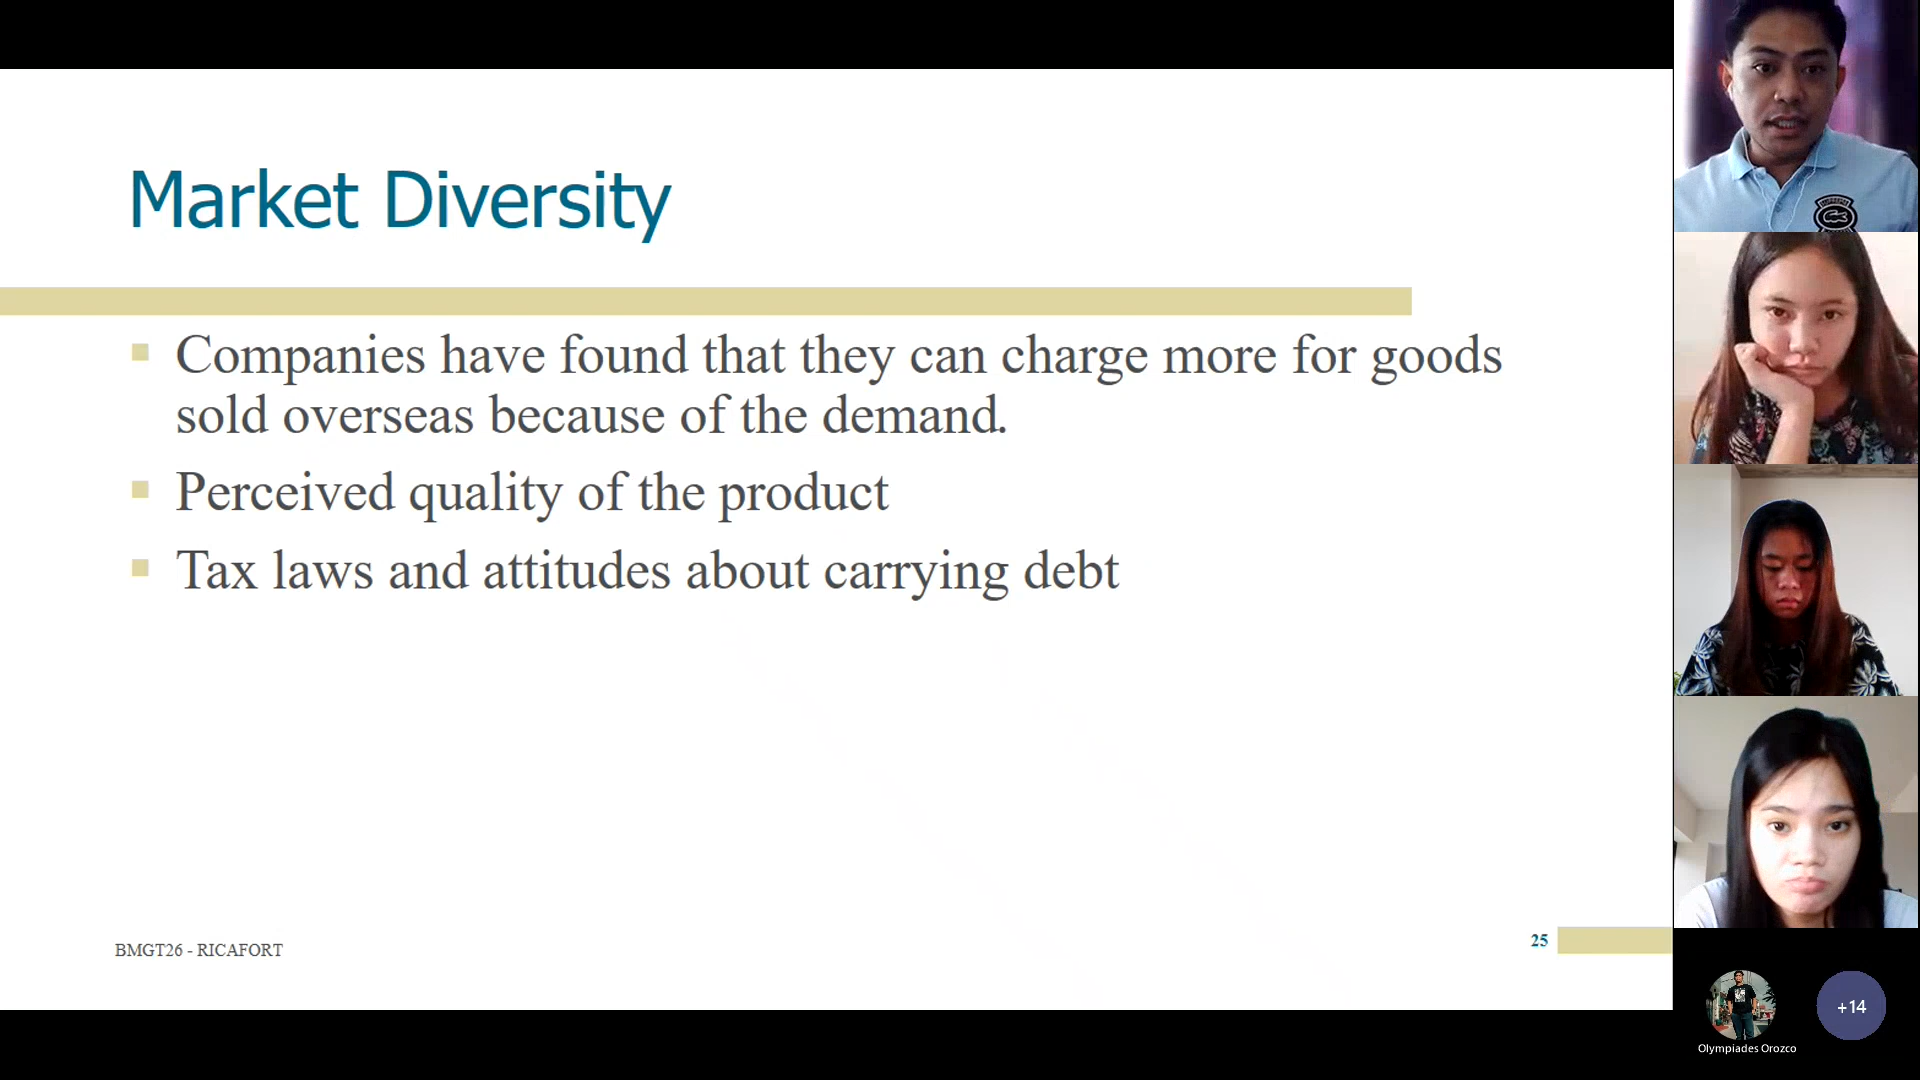 Market Diversity
Companies have found that they can charge more for goods
sold overseas because of the demand.
Perceived quality of the product
Tax laws and attitudes about carrying debt
BMGT26 - RICAFORT
25
+14
Olympiades Orozco